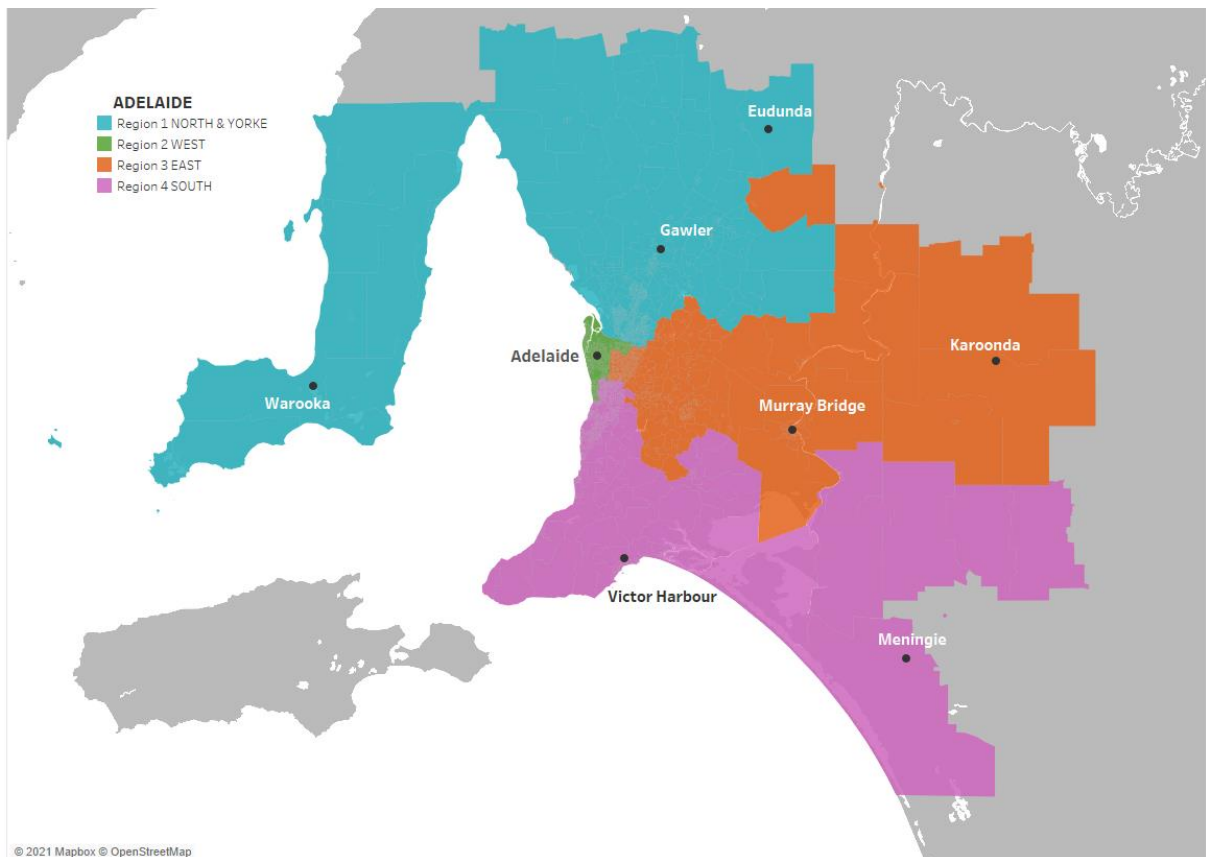 ADELAIDE
Region 1 NORTH & YORKE
Region 2 WEST
Region 3 EAST
Region 4 SOUTH
Eudunda
Gawler
Adelaide
Karoonda
Warooka
Murray Bridge
Victor Harbour
Meningie
© 2021 Mapbox © OpenStreetMap